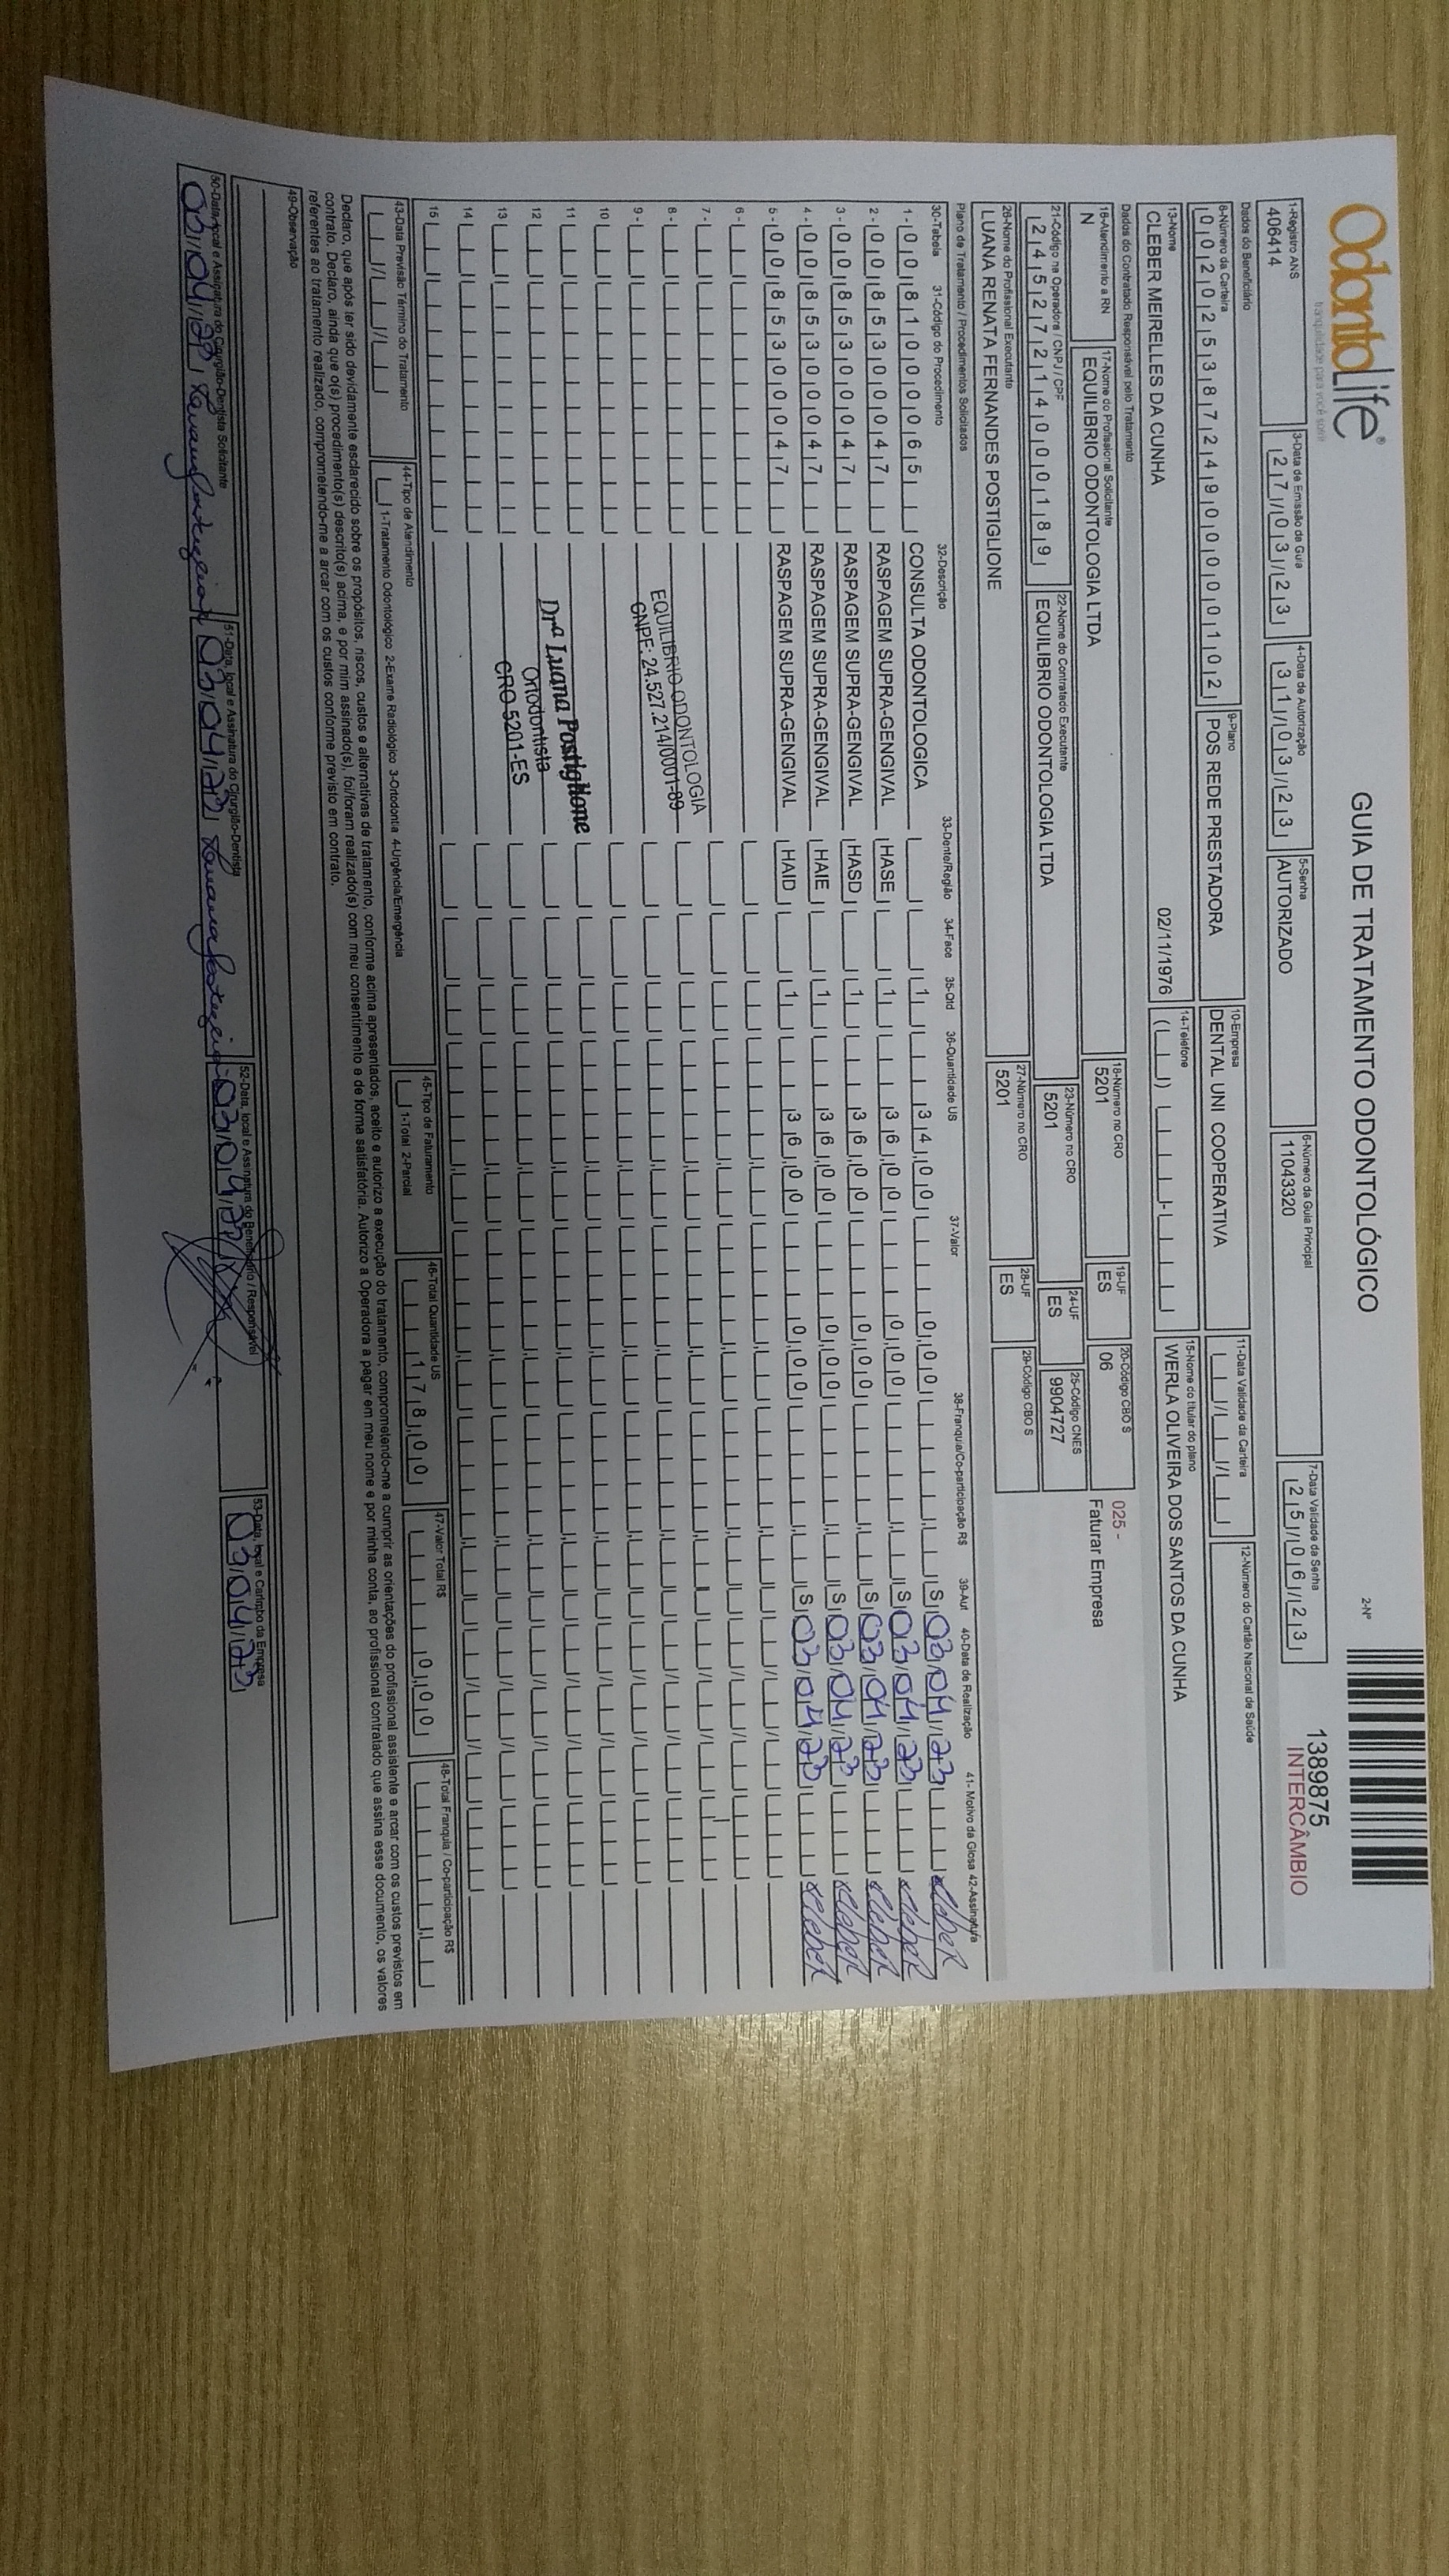 OdontoLife®
tranquilidade para você sorrir
GUIA DE TRATAMENTO ODONTOLÓGICO
2-Nº
1389875
INTERCÂMBIO
1-Registro ANS
406414
3-Data de Emissão da Guia
27/03/23
4-Data de Autorização
31/03/23
5-Senha
AUTORIZADO
6-Número da Guia Principal
11043320
7-Data Validade da Senha
25/06/23
Dados do Beneficiário
8-Número da Carteira
00202538724900000102
9-Plano
POS REDE PRESTADORA
10-Empresa
DENTAL UNI COOPERATIVA
11-Data Validade da Carteira
12-Número do Cartão Nacional de Saúde
13-Nome
CLEBER MEIRELLES DA CUNHA
02/11/1976
14-Telefone
15-Nome do titular do plano
WERLA OLIVEIRA DOS SANTOS DA CUNHA
Dados do Contratado Responsável pelo Tratamento
16-Atendimento a RN
N
17-Nome do Profissional Solicitante
EQUILIBRIO ODONTOLOGIA LTDA
18-Número no CRO
5201
19-UF
ES
20-Código CBO S
06
025 -
Faturar Empresa
21-Código na Operadora / CNPJ / CPF
24527214000189
22-Nome do Contratado Executante
EQUILIBRIO ODONTOLOGIA LTDA
23-Número no CRO
5201
24-UF
ES
25-Código CNES
9904727
26-Nome do Profissional Executante
LUANA RENATA FERNANDES POSTIGLIONE
27-Número no CRO
5201
28-UF
ES
29-Código CBO S
Plano de Tratamento / Procedimentos Solicitados
30-Tabela 31-Código do Procedimento 32-Descrição 33-Dente/Região 34-Face 35-Qtd 36-Quantidade US 37-Valor 38-Franquia/Co-participação R$ 39-Aut 40-Data de Realização 41- Motivo da Glosa 42-Assinatura
1 - 00 81000065 CONSULTA ODONTOLOGICA 1 34,00 0,00 S 03/04/23 Cleber
2 - 00 85300047 RASPAGEM SUPRA-GENGIVAL HASE 1 36,00 0,00 S 03/04/23 Cleber
3 - 00 85300047 RASPAGEM SUPRA-GENGIVAL HASD 1 36,00 0,00 S 03/04/23 Cleber
4 - 00 85300047 RASPAGEM SUPRA-GENGIVAL HAIE 1 36,00 0,00 S 03/04/23 Cleber
5 - 00 85300047 RASPAGEM SUPRA-GENGIVAL HAID 1 36,00 0,00 S 03/04/23 Cleber
6 -
7 -
8 -
9 -
10
11
12
13
14
15
EQUILIBRIO ODONTOLOGIA
CNPE: 24.527.214/0001-89
Drª Luana Postiglione
Ortodontista
CRO 5201-ES
43-Data Previsão Término do Tratamento
44-Tipo de Atendimento
1-Tratamento Odontológico 2-Exame Radiológico 3-Ortodontia 4-Urgência/Emergência
45-Tipo de Faturamento
1-Total 2-Parcial
46-Total Quantidade US
178,00
47-Valor Total R$
0,00
48-Total Franquia / Co-participação R$
Declaro, que após ter sido devidamente esclarecido sobre os propósitos, riscos, custos e alternativas de tratamento, conforme acima apresentados, aceito e autorizo a execução do tratamento, comprometendo-me a cumprir as orientações do profissional assistente e arcar com os custos previstos em
contrato. Declaro, ainda que o(s) procedimento(s) descrito(s) acima, e por mim assinado(s), foi/foram realizado(s) com meu consentimento e de forma satisfatória. Autorizo a Operadora a pagar em meu nome e por minha conta, ao profissional contratado que assina esse documento, os valores
referentes ao tratamento realizado, comprometendo-me a arcar com os custos conforme previsto em contrato.
49-Observação
50-Data, local e Assinatura do Cirurgião-Dentista Solicitante
03/04/23
51-Data, local e Assinatura do Cirurgião-Dentista
03/04/23
52-Data, local e Assinatura do Beneficiário / Responsável
03/04/23
53-Data, local e Carimbo da Empresa
03/04/23